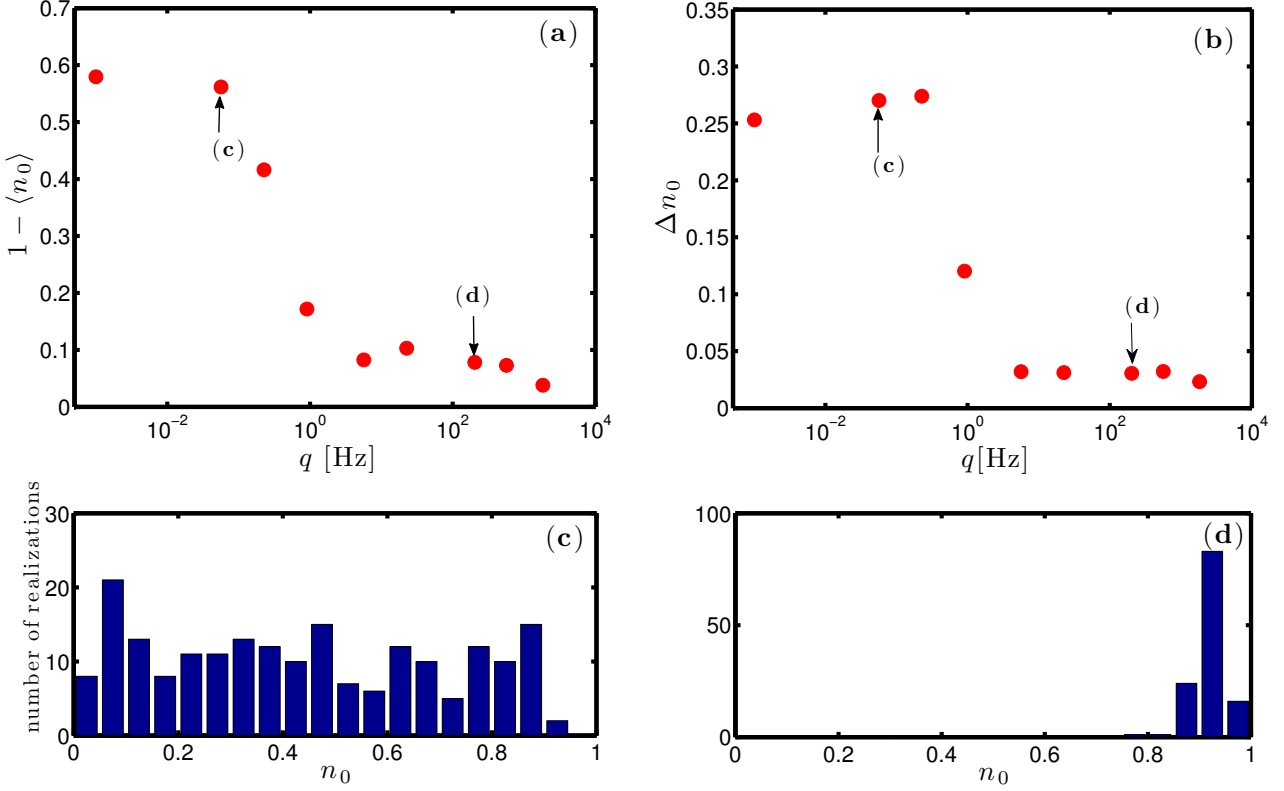 (a)
0.7
0.6
0.5
0.4
0.3
0.2
0.1
0
1 − ⟨n₀⟩
(c)
(d)
10⁻² 10⁰ 10² 10⁴
q [Hz]
(b)
0.35
0.3
0.25
0.2
0.15
0.1
0.05
0
Δn₀
(c)
(d)
10⁻² 10⁰ 10² 10⁴
q[Hz]
(c)
number of realizations
30
20
10
0
0 0.2 0.4 0.6 0.8 1
n₀
(d)
100
50
0
0 0.2 0.4 0.6 0.8 1
n₀